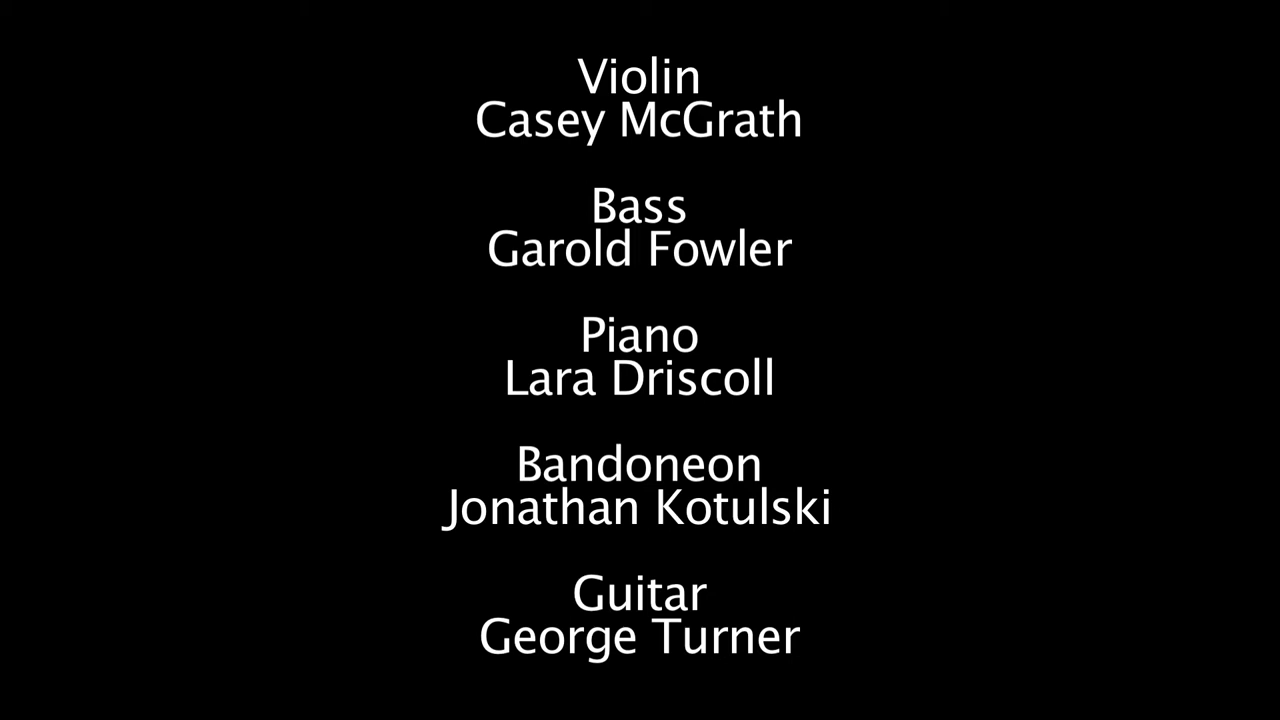 Violin
Casey McGrath
Bass
Garold Fowler
Piano
Lara Driscoll
Bandoneon
Jonathan Kotulski
Guitar
George Turner